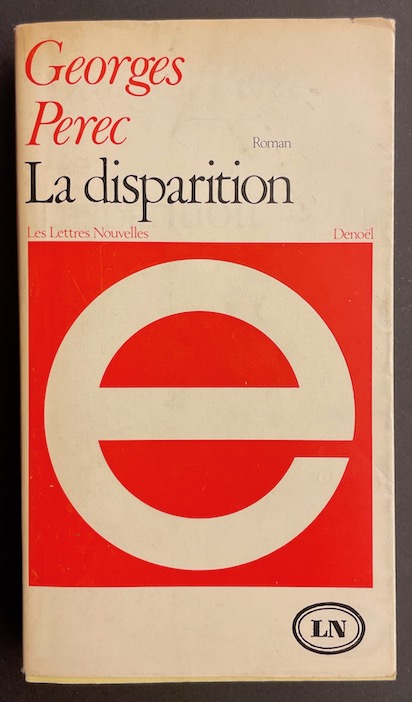 Georges
Perec
Roman
La disparition
Les Lettres Nouvelles
Denoël
e
LN